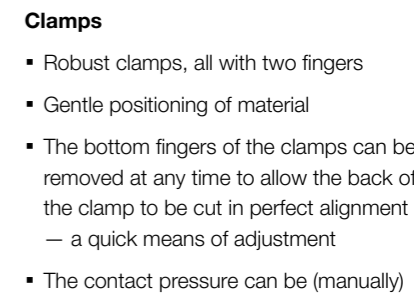 Clamps
▪ Robust clamps, all with two fingers
▪ Gentle positioning of material
▪ The bottom fingers of the clamps can be
removed at any time to allow the back of
the clamp to be cut in perfect alignment
— a quick means of adjustment
▪ The contact pressure can be (manually)